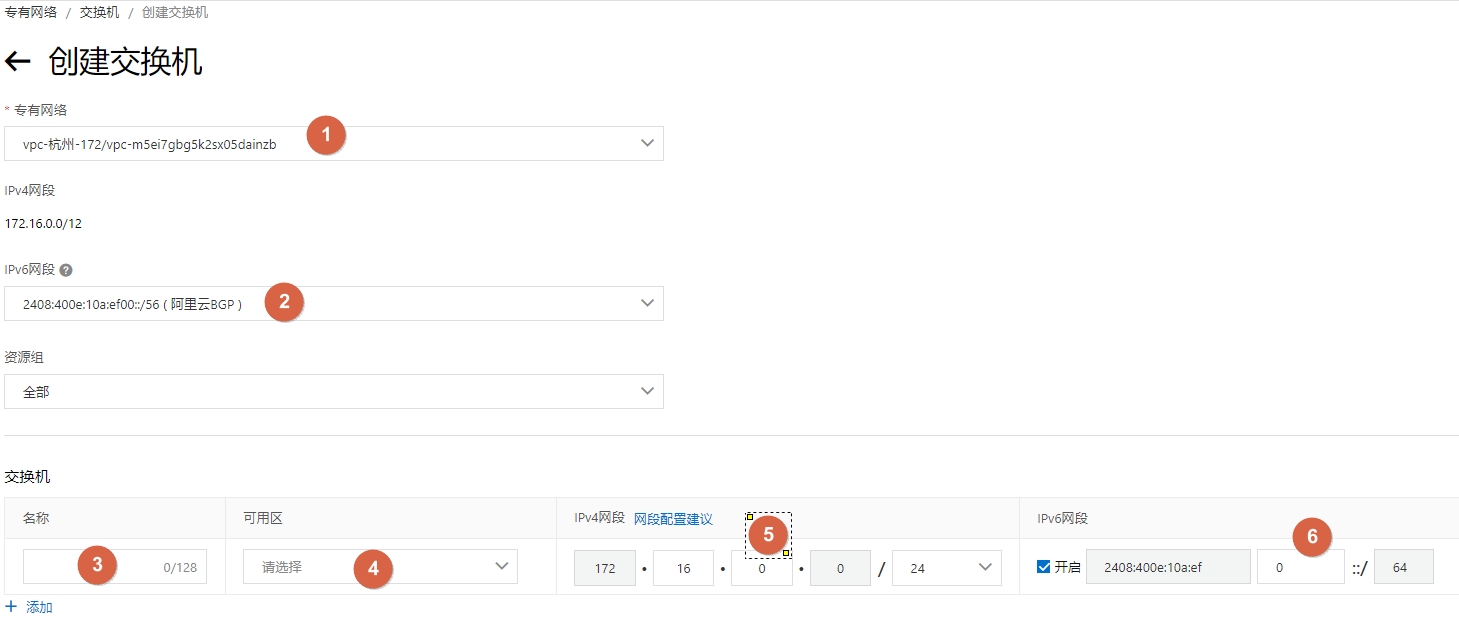 专有网络 / 交换机 / 创建交换机
← 创建交换机
* 专有网络
vpc-杭州-172/vpc-m5ei7gbg5k2sx05dainzb 1
IPv4网段
172.16.0.0/12
IPv6网段 ?
2408:400e:10a:ef00::/56 ( 阿里云BGP ) 2
资源组
全部
交换机
名称 可用区 IPv4网段 网段配置建议 5 IPv6网段 6
3 0/128 请选择 4 172 • 16 • 0 • 0 / 24 开启 2408:400e:10a:ef 0 ::/ 64
+ 添加